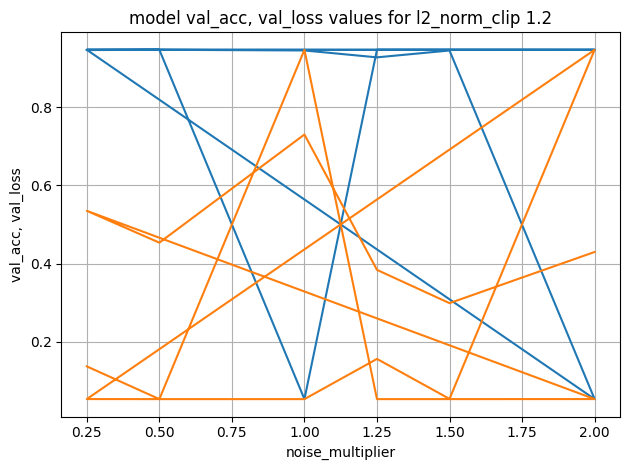 model val_acc, val_loss values for l2_norm_clip 1.2
val_acc, val_loss
0.8
0.6
0.4
0.2
0.25 0.50 0.75 1.00 1.25 1.50 1.75 2.00
noise_multiplier